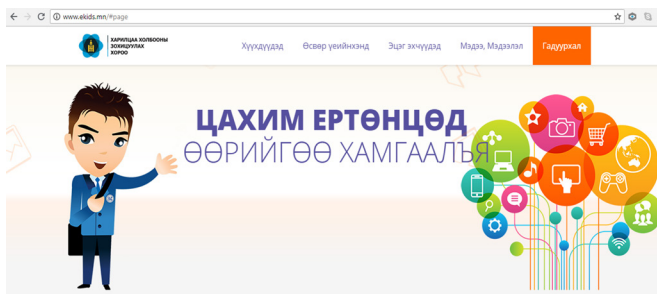 www.ekids.mn/#page
ХАРИЛЦАА ХОЛБООНЫ
ЗОХИЦУУЛАХ
ХОРОО
Хүүхдүүдэд Өсвөр үеийнхэнд Эцэг эхчүүдэд Мэдээ, Мэдээлэл Гадуурхал
ЦАХИМ ЕРТӨНЦӨД
ӨӨРИЙГӨӨ ХАМГААЛЪЯ